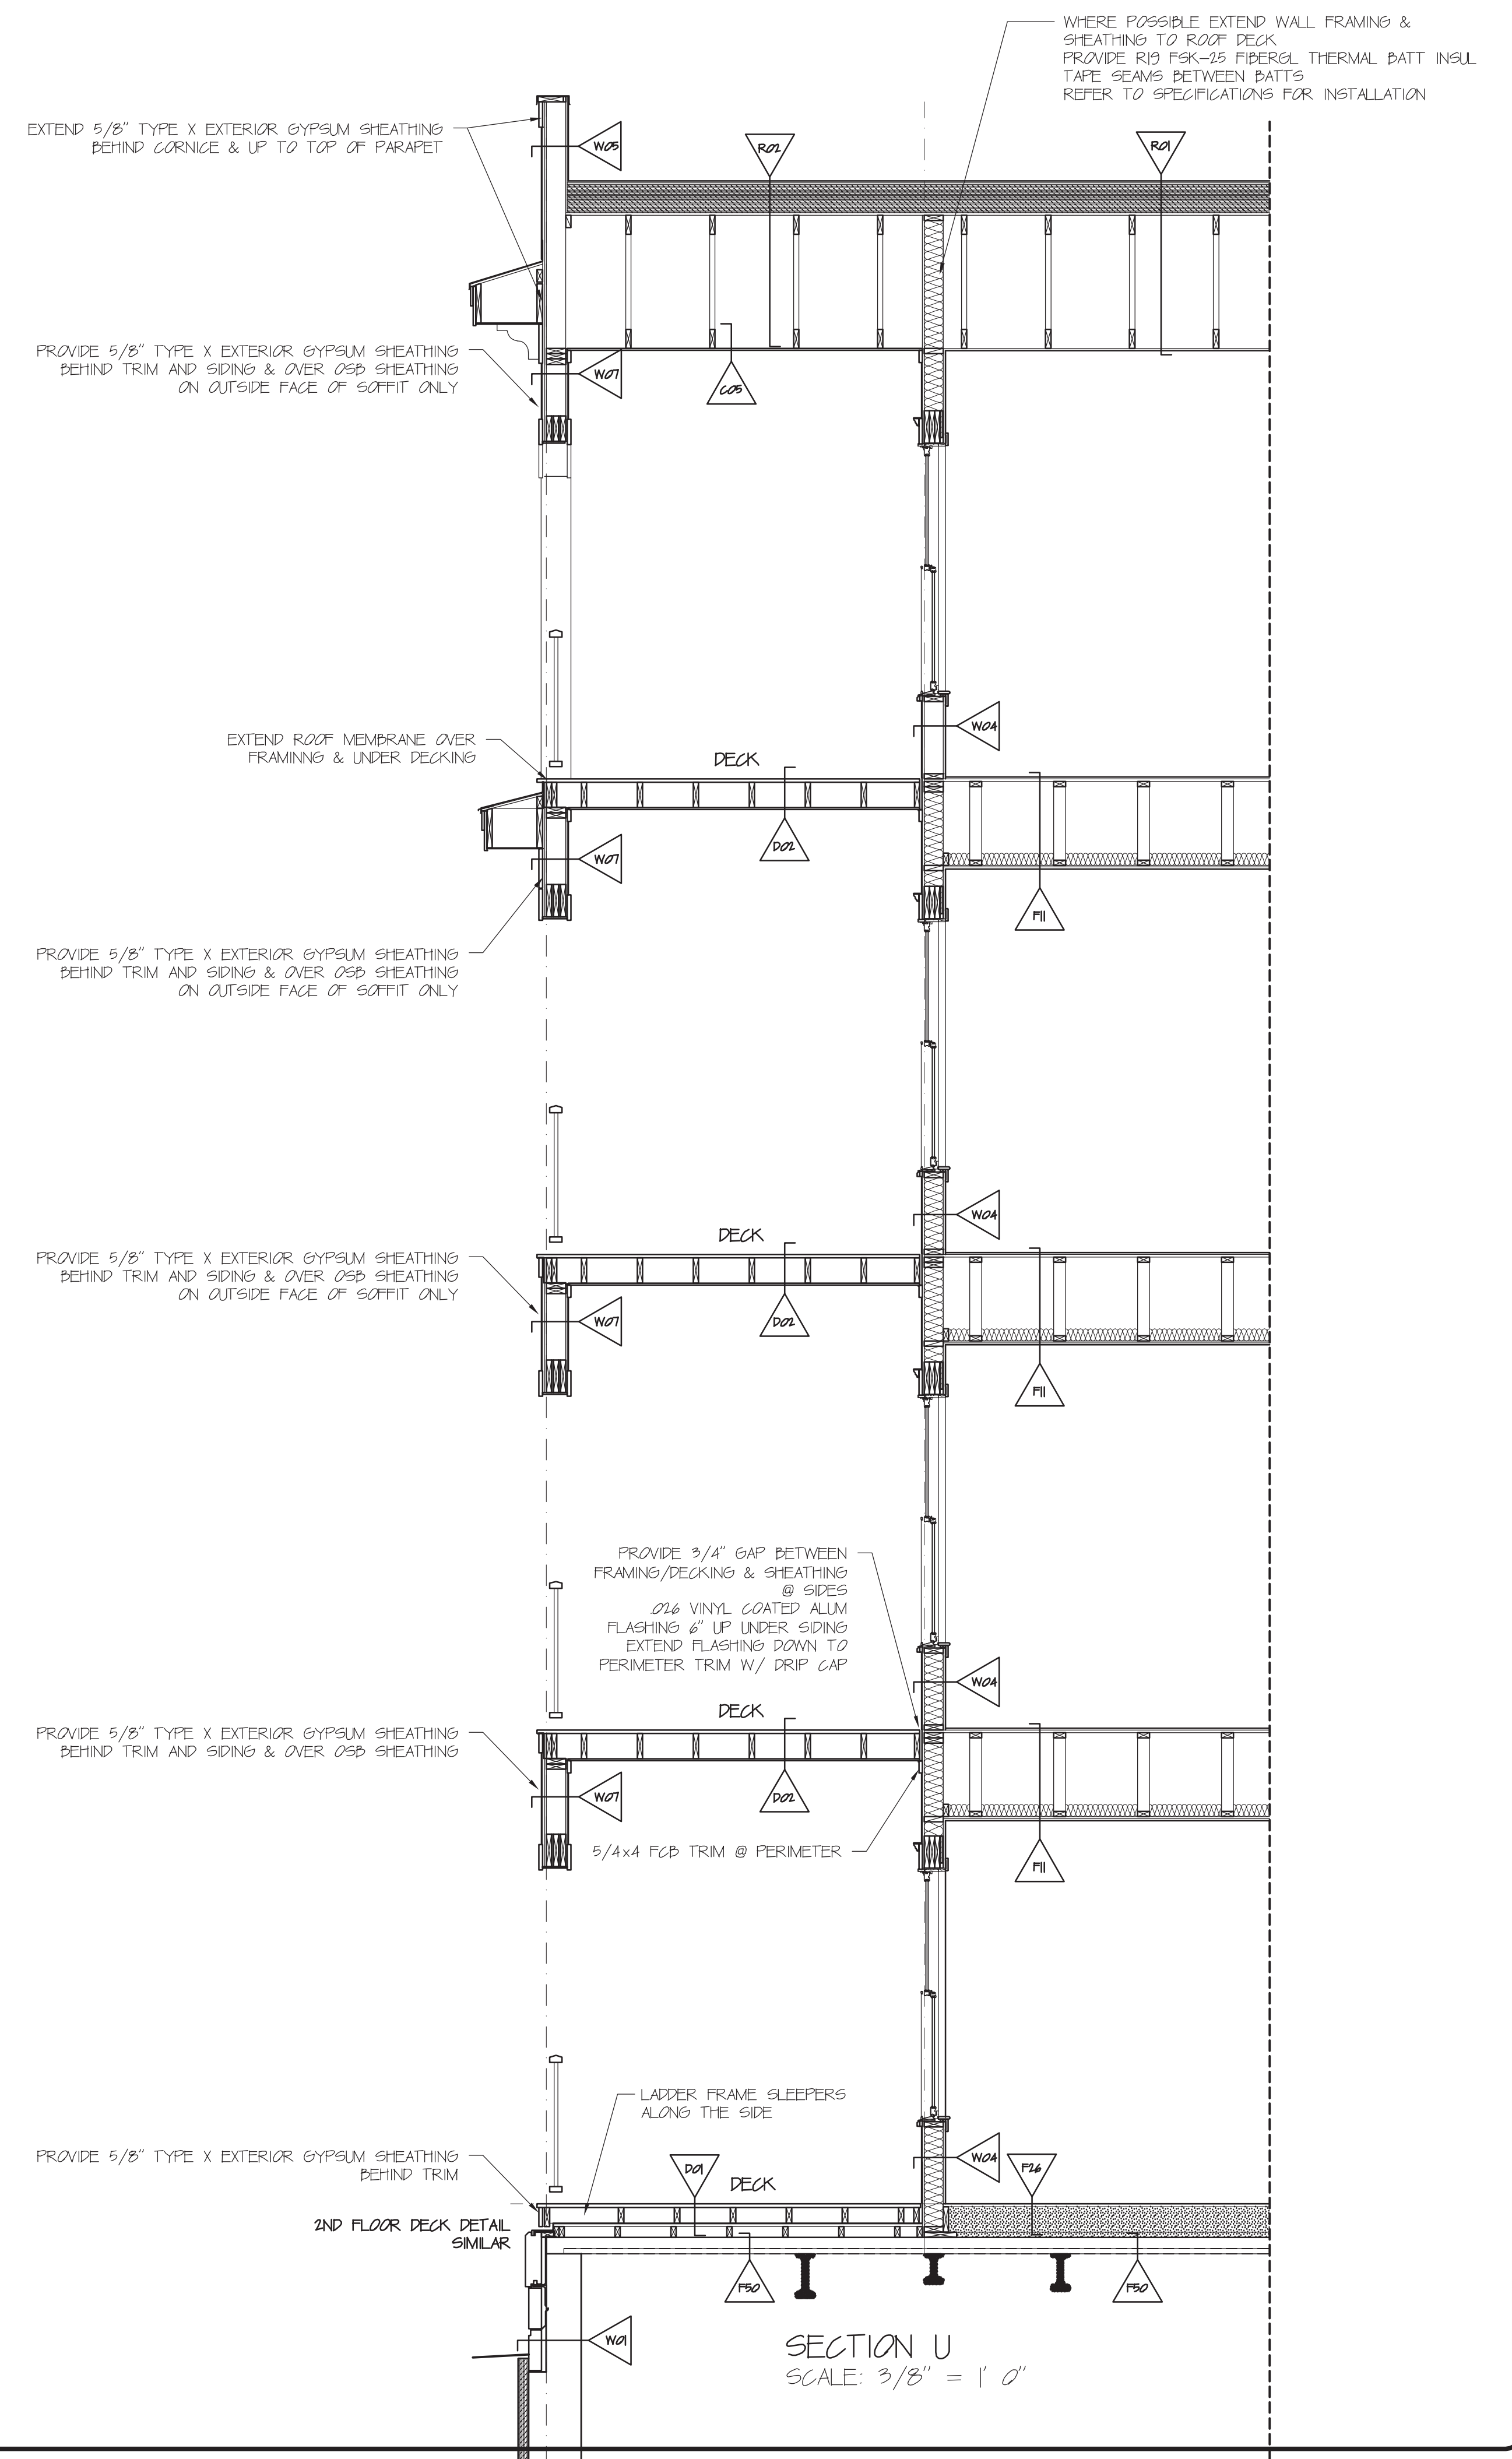 WHERE POSSIBLE EXTEND WALL FRAMING &
SHEATHING TO ROOF DECK
PROVIDE R19 FSK-25 FIBERGL THERMAL BATT INSUL
TAPE SEAMS BETWEEN BATTS
REFER TO SPECIFICATIONS FOR INSTALLATION
EXTEND 5/8" TYPE X EXTERIOR GYPSUM SHEATHING
BEHIND CORNICE & UP TO TOP OF PARAPET
W05
R02
R01
PROVIDE 5/8" TYPE X EXTERIOR GYPSUM SHEATHING
BEHIND TRIM AND SIDING & OVER OSB SHEATHING
ON OUTSIDE FACE OF SOFFIT ONLY
W07
C05
EXTEND ROOF MEMBRANE OVER
FRAMINNG & UNDER DECKING
W04
DECK
D02
W07
F11
PROVIDE 5/8" TYPE X EXTERIOR GYPSUM SHEATHING
BEHIND TRIM AND SIDING & OVER OSB SHEATHING
ON OUTSIDE FACE OF SOFFIT ONLY
W04
DECK
PROVIDE 5/8" TYPE X EXTERIOR GYPSUM SHEATHING
BEHIND TRIM AND SIDING & OVER OSB SHEATHING
ON OUTSIDE FACE OF SOFFIT ONLY
W07
D02
F11
PROVIDE 3/4" GAP BETWEEN
FRAMING/DECKING & SHEATHING
@ SIDES
.026 VINYL COATED ALUM
FLASHING 6" UP UNDER SIDING
EXTEND FLASHING DOWN TO
PERIMETER TRIM W/ DRIP CAP
W04
DECK
PROVIDE 5/8" TYPE X EXTERIOR GYPSUM SHEATHING
BEHIND TRIM AND SIDING & OVER OSB SHEATHING
W07
D02
5/4x4 FCB TRIM @ PERIMETER
F11
LADDER FRAME SLEEPERS
ALONG THE SIDE
PROVIDE 5/8" TYPE X EXTERIOR GYPSUM SHEATHING
BEHIND TRIM
D01
DECK
W04
F26
2ND FLOOR DECK DETAIL
SIMILAR
F50
F50
W01
SECTION U
SCALE: 3/8" = 1' 0"